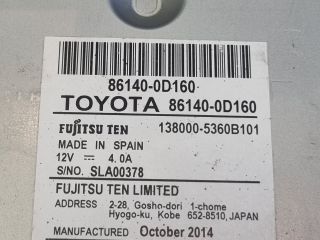 86140-0D160
TOYOTA 86140-0D160
FUJITSU TEN 138000-5360B101
MADE IN SPAIN
12V ⎓ 4.0A
S/NO. SLA00378
FUJITSU TEN LIMITED
ADDRESS 2-28, Gosho-dori 1-chome
Hyogo-ku, Kobe 652-8510, JAPAN
MANUFACTURED October 2014